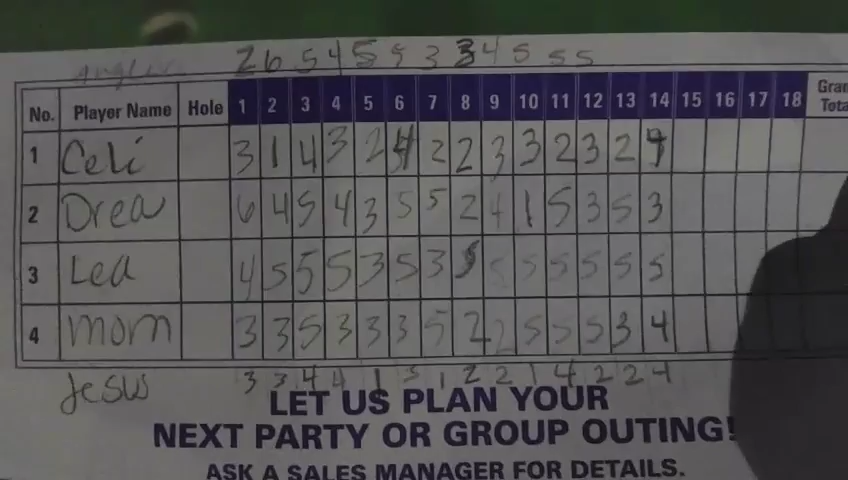 2 6 5 4 5 5 3 3 4 5 5 5
No. Player Name Hole 1 2 3 4 5 6 7 8 9 10 11 12 13 14 15 16 17 18 Gran Tota
1 Celi 3 1 4 3 2 4 2 2 3 3 2 3 2 4
2 Drea 6 4 5 4 3 5 5 2 4 1 5 3 5 3
3 Lea 4 5 5 5 3 5 3 5 5 5 5 5 5
4 mom 3 3 5 3 3 3 5 2 2 5 5 5 3 4
Jesus 3 3 4 4 1 3 1 2 2 1 4 2 2 4
LET US PLAN YOUR
NEXT PARTY OR GROUP OUTING!
ASK A SALES MANAGER FOR DETAILS.